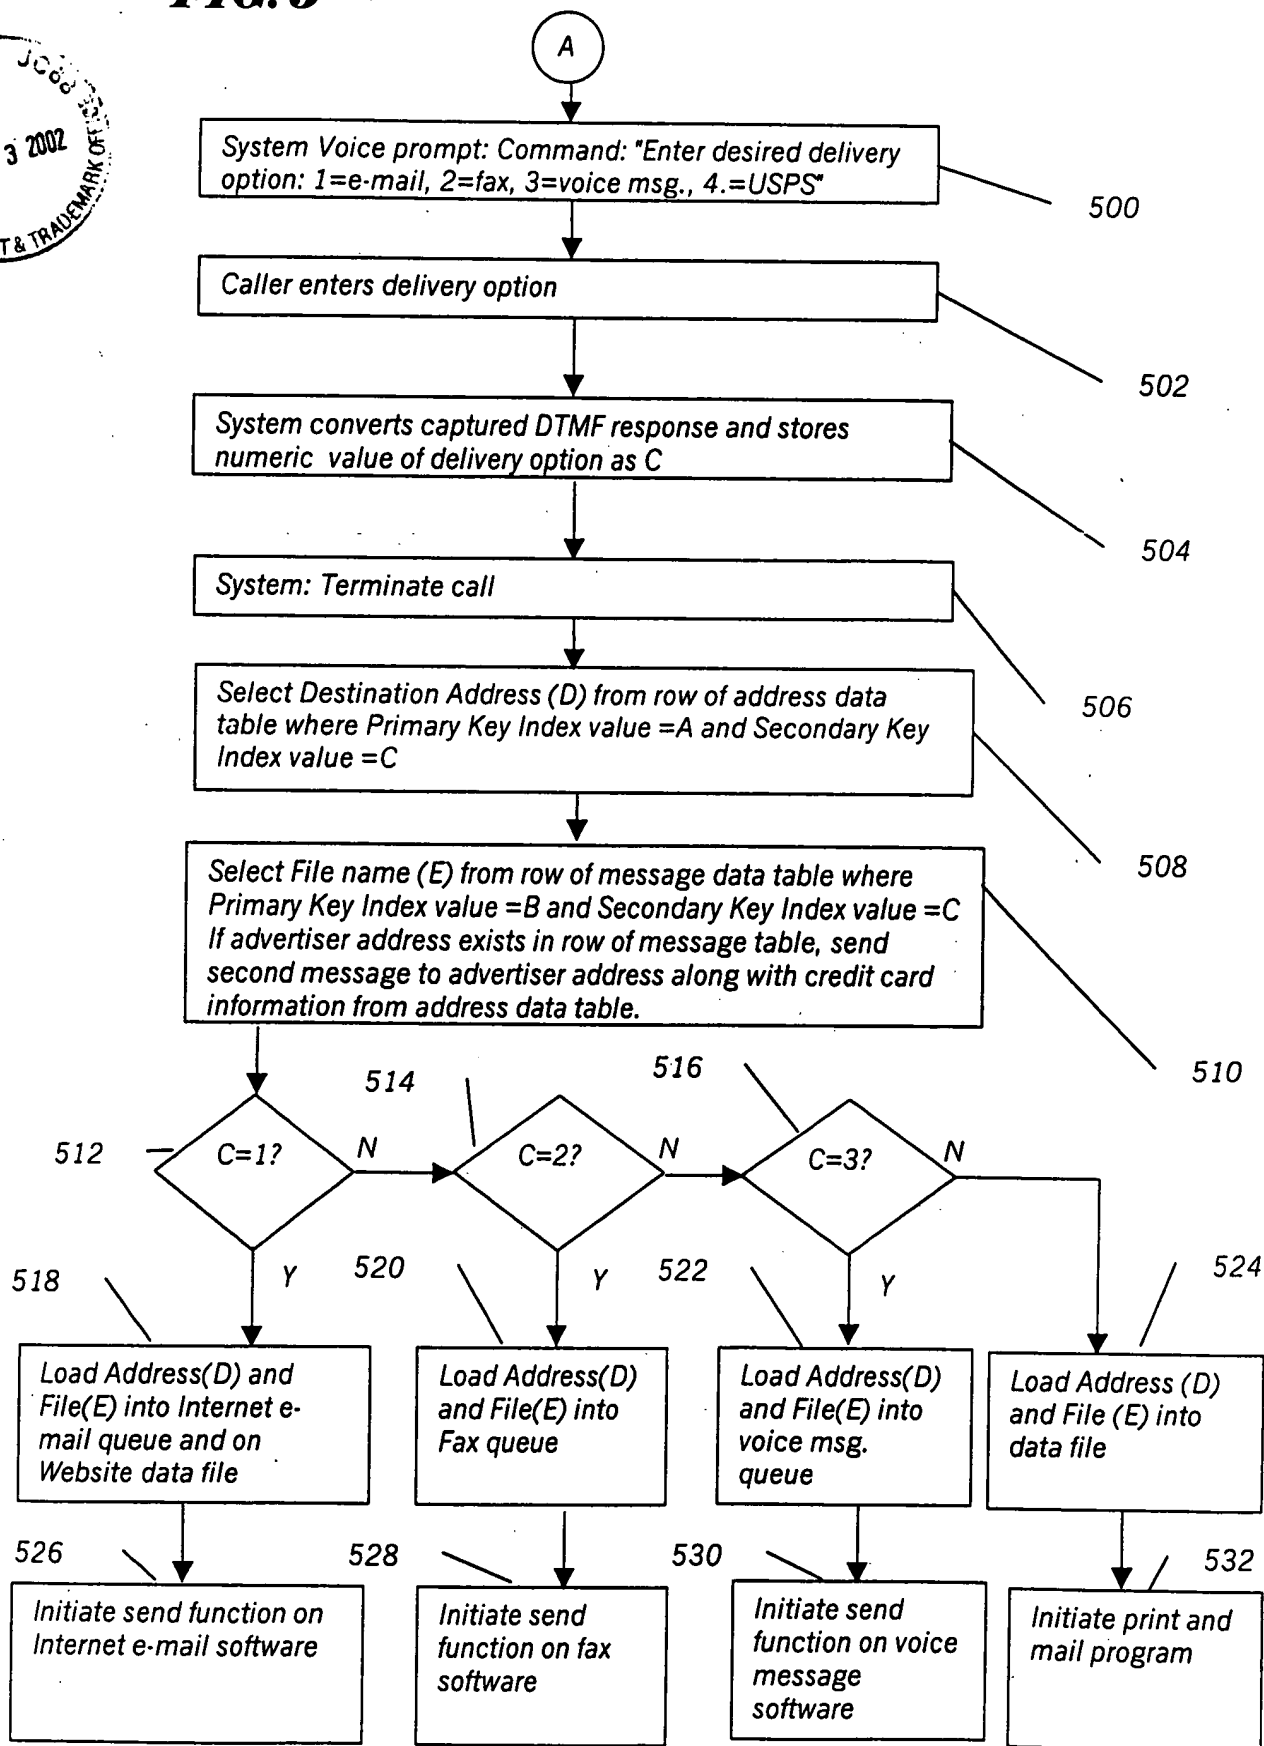 FIG. 5
JC68
3 2002
T & TRADEMARK OFF
A
System Voice prompt: Command: "Enter desired delivery
option: 1=e-mail, 2=fax, 3=voice msg., 4.=USPS"
500
Caller enters delivery option
502
System converts captured DTMF response and stores
numeric value of delivery option as C
504
System: Terminate call
506
Select Destination Address (D) from row of address data
table where Primary Key Index value =A and Secondary Key
Index value =C
508
Select File name (E) from row of message data table where
Primary Key Index value =B and Secondary Key Index value =C
If advertiser address exists in row of message table, send
second message to advertiser address along with credit card
information from address data table.
510
512
C=1?
N
514
C=2?
N
516
C=3?
N
Y
Y
Y
518
520
522
524
Load Address(D) and
File(E) into Internet e-
mail queue and on
Website data file
Load Address(D)
and File(E) into
Fax queue
Load Address(D)
and File(E) into
voice msg.
queue
Load Address (D)
and File (E) into
data file
526
528
530
532
Initiate send function on
Internet e-mail software
Initiate send
function on fax
software
Initiate send
function on voice
message
software
Initiate print and
mail program